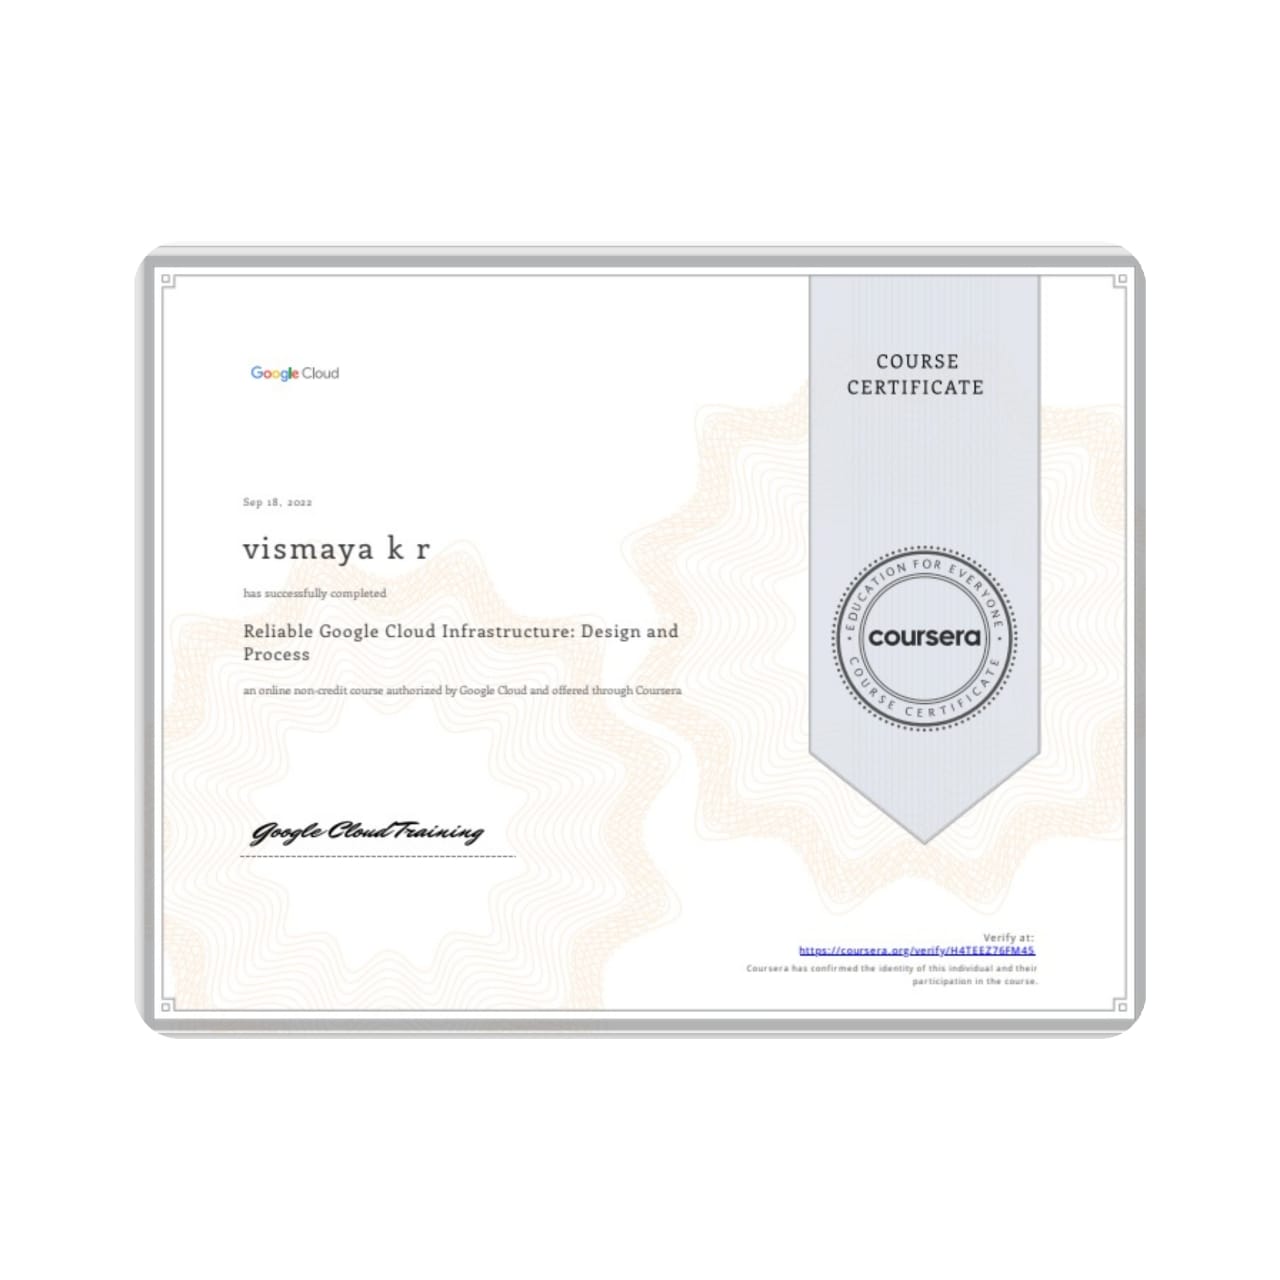 Google Cloud
COURSE
CERTIFICATE
Sep 18, 2022
vismaya k r
has successfully completed
Reliable Google Cloud Infrastructure: Design and
Process
an online non-credit course authorized by Google Cloud and offered through Coursera
EDUCATION FOR EVERYONE
coursera
COURSE CERTIFICATE
Google Cloud Training
Verify at:
https://coursera.org/verify/H4TEEZ76FM45
Coursera has confirmed the identity of this individual and their
participation in the course.